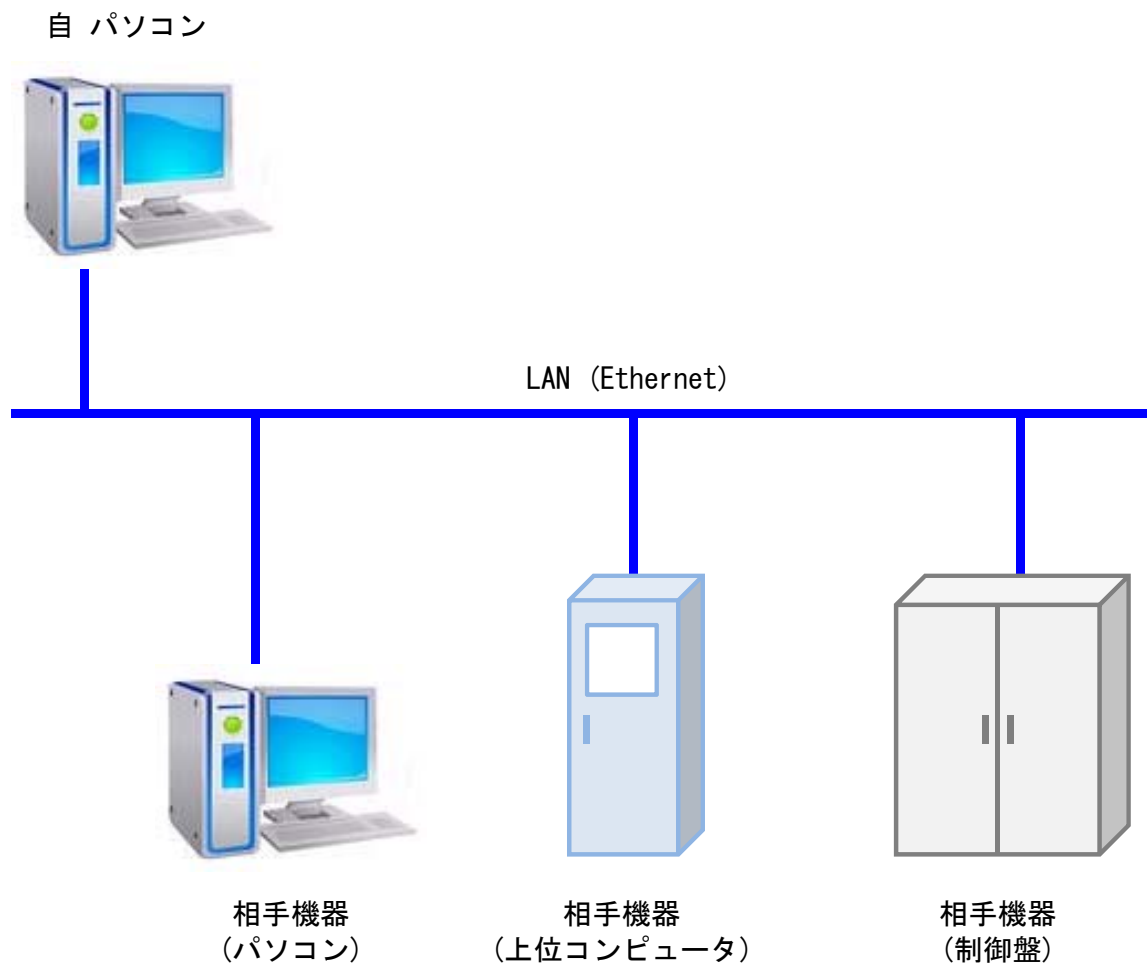 自 パソコン
LAN (Ethernet)
相手機器
(パソコン)
相手機器
(上位コンピュータ)
相手機器
(制御盤)